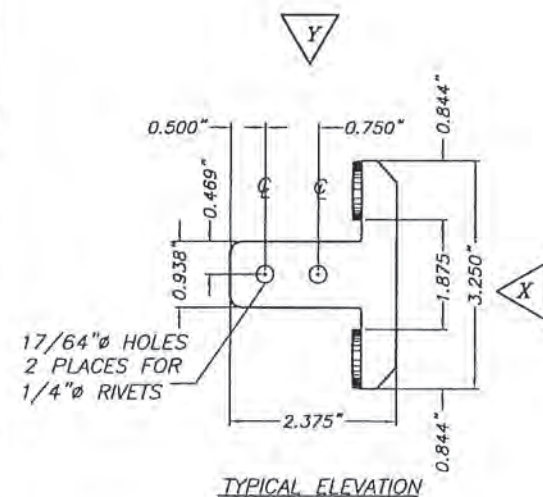 Y
0.500"
0.750"
0.844"
0.469"
℄
℄
0.938"
1.875"
3.250"
X
17/64"ø HOLES
2 PLACES FOR
1/4"ø RIVETS
2.375"
0.844"
TYPICAL ELEVATION